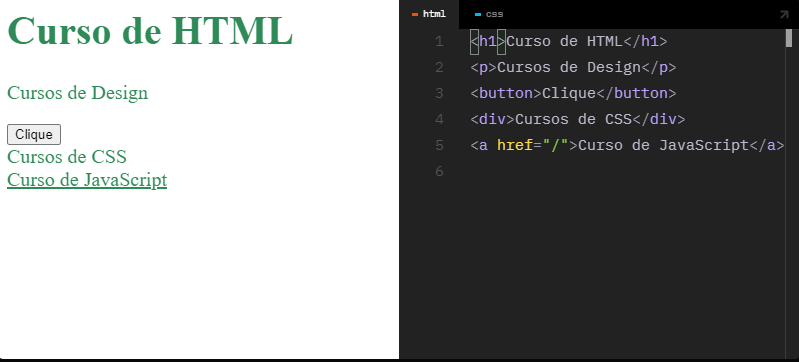 Curso de HTML
Cursos de Design
Clique
Cursos de CSS
Curso de JavaScript
html css
1 <h1>Curso de HTML</h1>
2 <p>Cursos de Design</p>
3 <button>Clique</button>
4 <div>Cursos de CSS</div>
5 <a href="/">Curso de JavaScript</a>
6